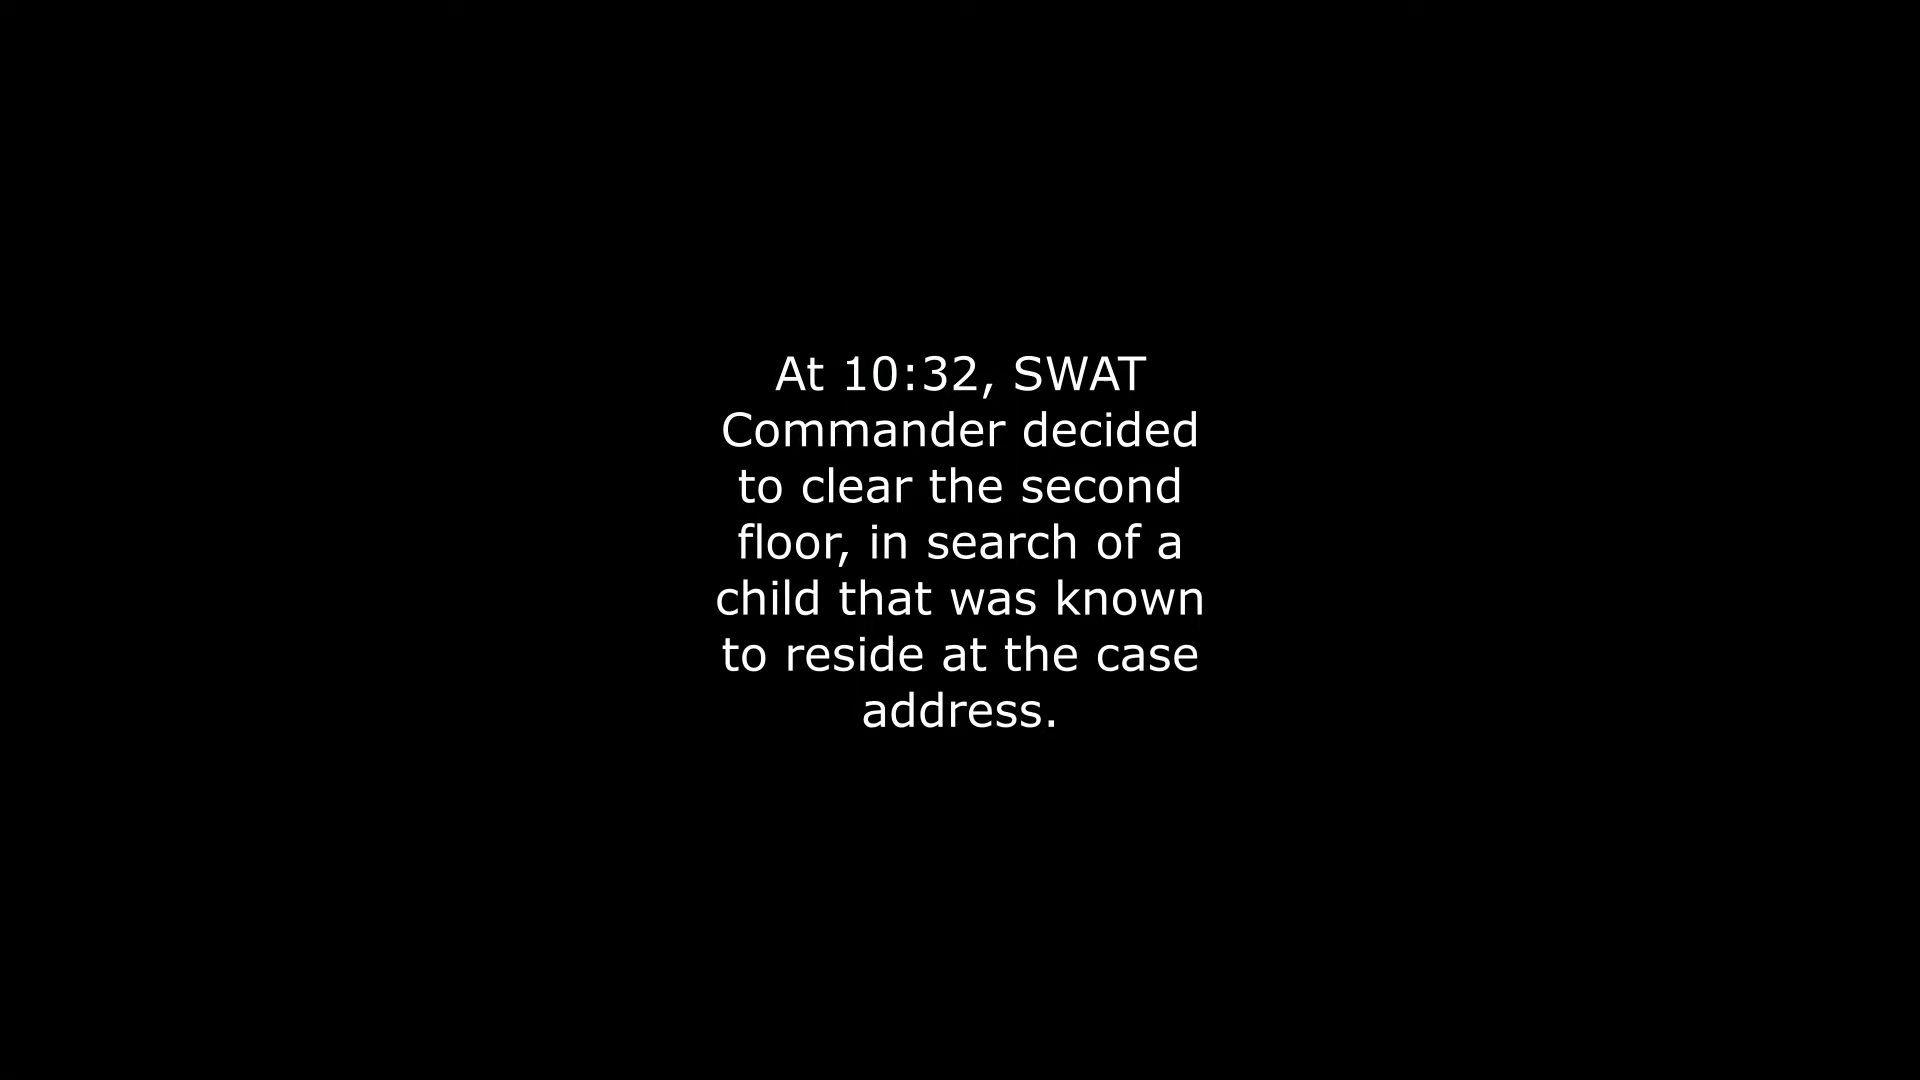 At 10:32, SWAT
Commander decided
to clear the second
floor, in search of a
child that was known
to reside at the case
address.